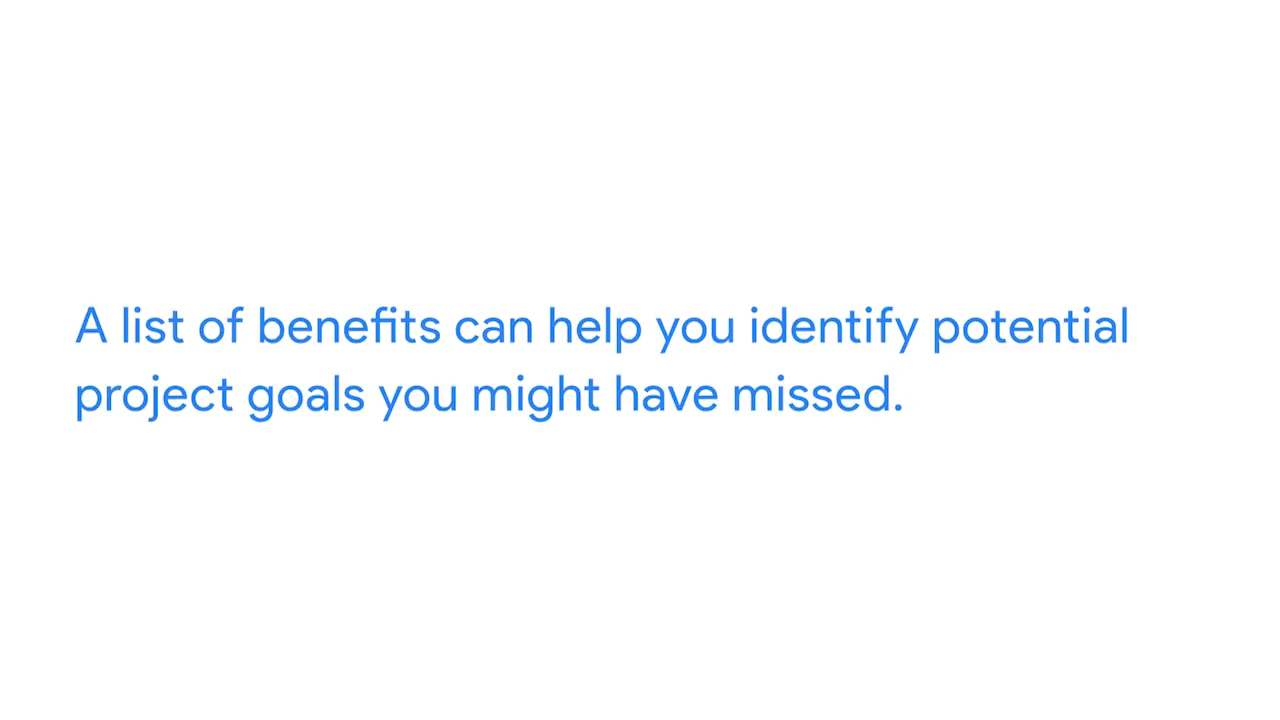 A list of benefits can help you identify potential
project goals you might have missed.